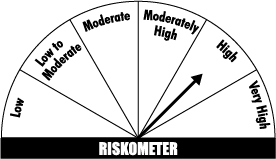 Low
Low to
Moderate
Moderate
Moderately
High
High
Very High
RISKOMETER